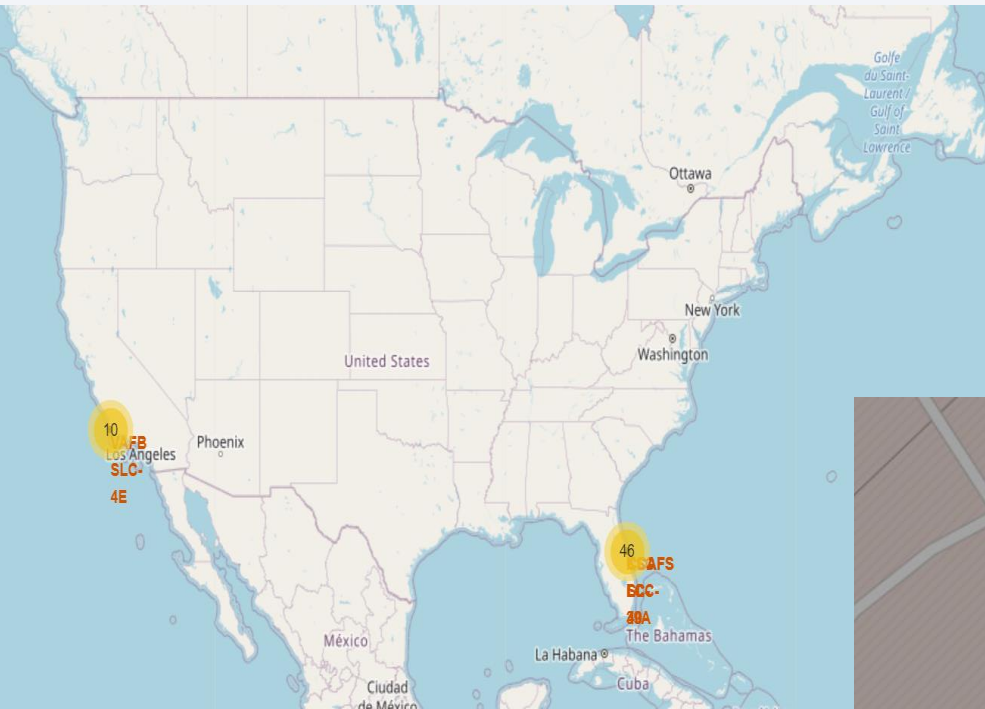 Golfe
du Saint-
Laurent /
Gulf of
Saint
Lawrence
Ottawa
New York
Washington
United States
10
VAFB
SLC-
4E
Los Angeles
Phoenix
46
The Bahamas
México
La Habana
Cuba
Ciudad
de México